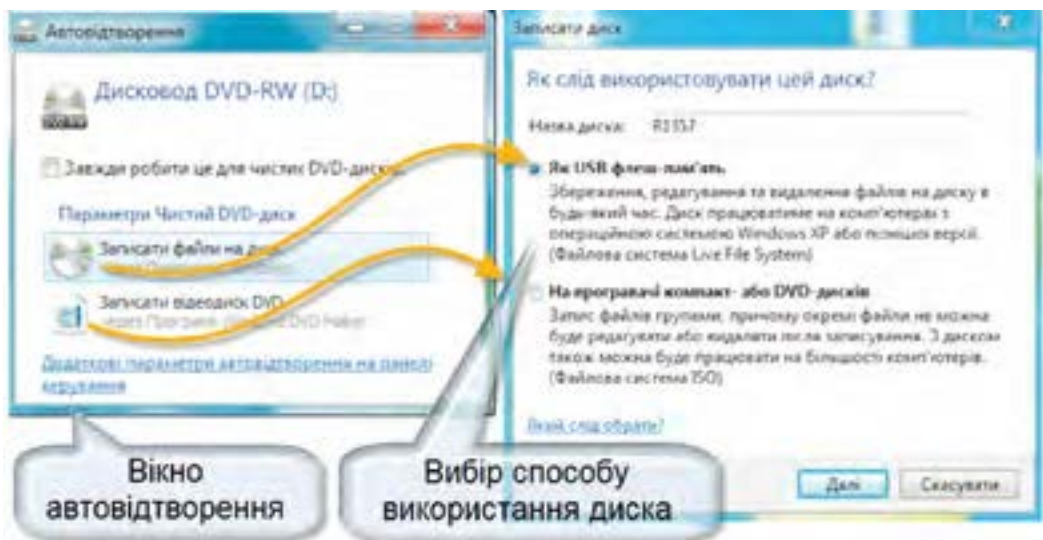 Автовідтворення
Дисковод DVD-RW (D:)
Завжди робити це для чистих DVD-дисків
Параметри Чистий DVD-диск
Записати файли на диск
Записати відеодиск DVD
через Програма DVD Maker
Додаткові параметри автовідтворення на панелі
керування
Вікно
автовідтворення
Записати диск
Як слід використовувати цей диск?
Назва диска:
Як USB флеш-пам'ять
Збереження, редагування та видалення файлів на диску в
будь-який час. Диск працюватиме на комп'ютерах з
операційною системою Windows XP або пізнішої версії.
(Файлова система Live File System)
На програвачі компакт- або DVD-дисків
Запис файлів групами, причому окремі файли не можна
буде редагувати або видаляти після записування. З диском
також можна буде працювати на більшості комп'ютерів.
(Файлова система ISO)
Який слід обрати?
Далі
Скасувати
Вибір способу
використання диска